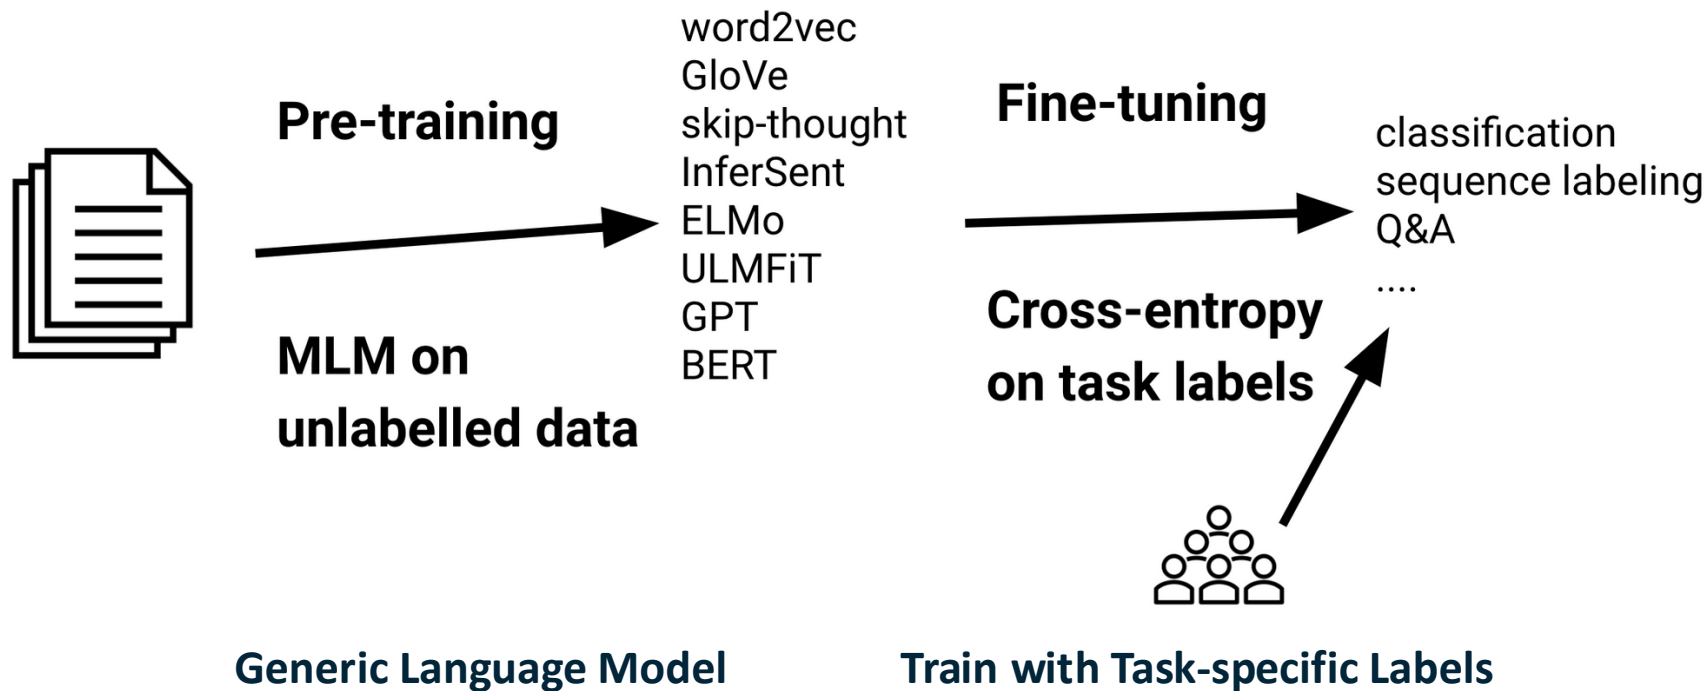 Pre-training
MLM on
unlabelled data
word2vec
GloVe
skip-thought
InferSent
ELMo
ULMFiT
GPT
BERT
Fine-tuning
Cross-entropy
on task labels
classification
sequence labeling
Q&A
....
Generic Language Model
Train with Task-specific Labels